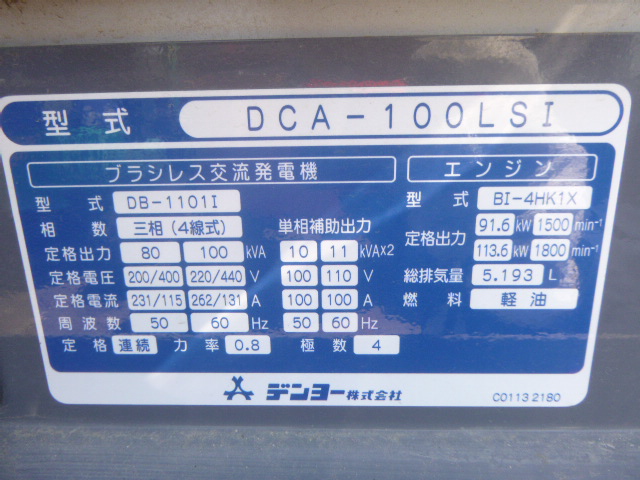 型式 DCA-100LSI
ブラシレス交流発電機
型式 DB-1101I
相数 三相(4線式) 単相補助出力
定格出力 80 100 kVA 10 11 kVA×2
定格電圧 200/400 220/440 V 100 110 V
定格電流 231/115 262/131 A 100 100 A
周波数 50 60 Hz 50 60 Hz
定格 連続 力率 0.8 極数 4
エンジン
型式 BI-4HK1X
定格出力 91.6 kW 1500 min⁻¹
113.6 kW 1800 min⁻¹
総排気量 5.193 L
燃料 軽油
デンヨー株式会社
C0113 2180